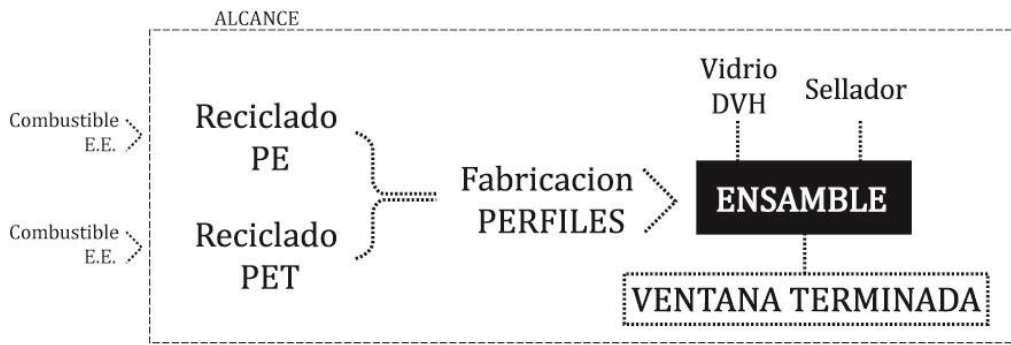 ALCANCE
Combustible
E.E.
Combustible
E.E.
Reciclado
PE
Reciclado
PET
Fabricacion
PERFILES
Vidrio
DVH
Sellador
ENSAMBLE
VENTANA TERMINADA